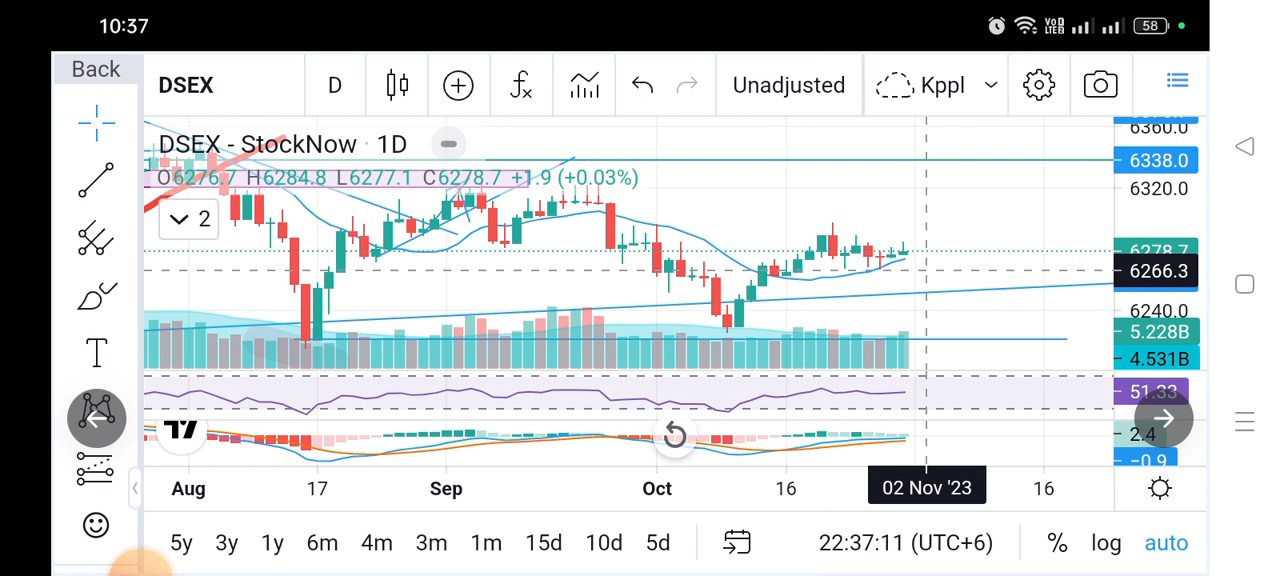 10:37
Vo) LTE2 58
Back
DSEX D Unadjusted Kppl
DSEX - StockNow · 1D
O6276.7 H6284.8 L6277.1 C6278.7 +1.9 (+0.03%)
2
6360.0
6338.0
6320.0
6278.7
6266.3
6240.0
5.228B
4.531B
51.33
2.4
−0.9
T
Aug 17 Sep Oct 16 02 Nov '23 16
5y 3y 1y 6m 4m 3m 1m 15d 10d 5d 22:37:11 (UTC+6) % log auto